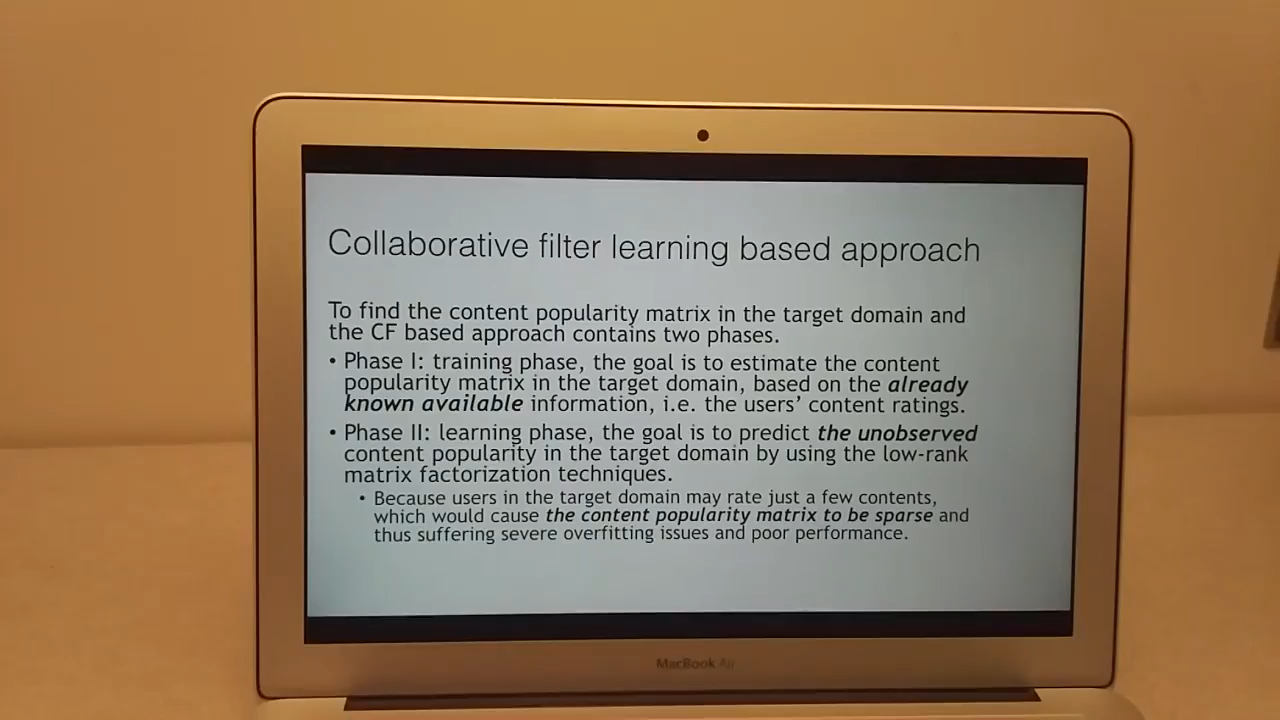 Collaborative filter learning based approach
To find the content popularity matrix in the target domain and
the CF based approach contains two phases.
• Phase I: training phase, the goal is to estimate the content
popularity matrix in the target domain, based on the already
known available information, i.e. the users’ content ratings.
• Phase II: learning phase, the goal is to predict the unobserved
content popularity in the target domain by using the low-rank
matrix factorization techniques.
• Because users in the target domain may rate just a few contents,
which would cause the content popularity matrix to be sparse and
thus suffering severe overfitting issues and poor performance.
MacBook Air